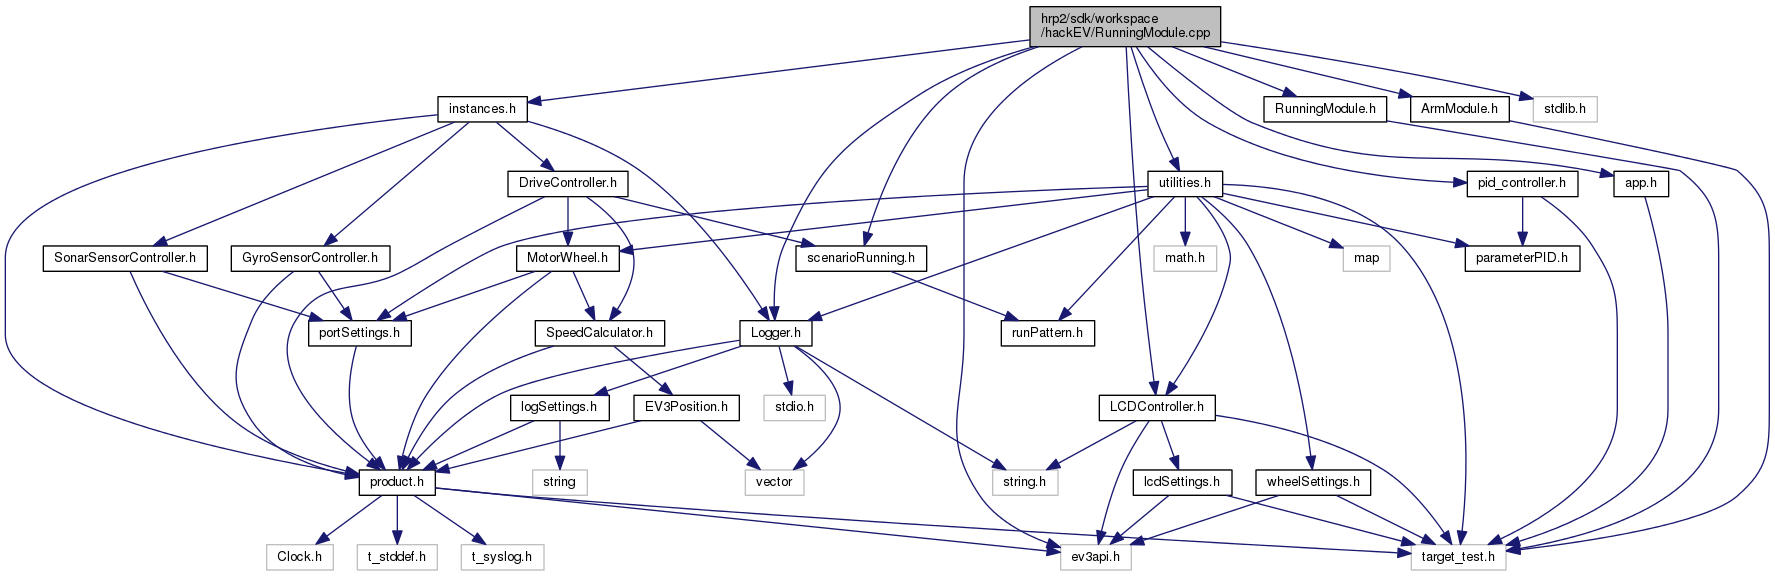 hrp2/sdk/workspace
/hackEV/RunningModule.cpp
instances.h
RunningModule.h
ArmModule.h
stdlib.h
DriveController.h
utilities.h
pid_controller.h
app.h
SonarSensorController.h
GyroSensorController.h
MotorWheel.h
scenarioRunning.h
math.h
map
parameterPID.h
portSettings.h
SpeedCalculator.h
Logger.h
runPattern.h
logSettings.h
EV3Position.h
stdio.h
LCDController.h
product.h
string
vector
string.h
lcdSettings.h
wheelSettings.h
Clock.h
t_stddef.h
t_syslog.h
ev3api.h
target_test.h